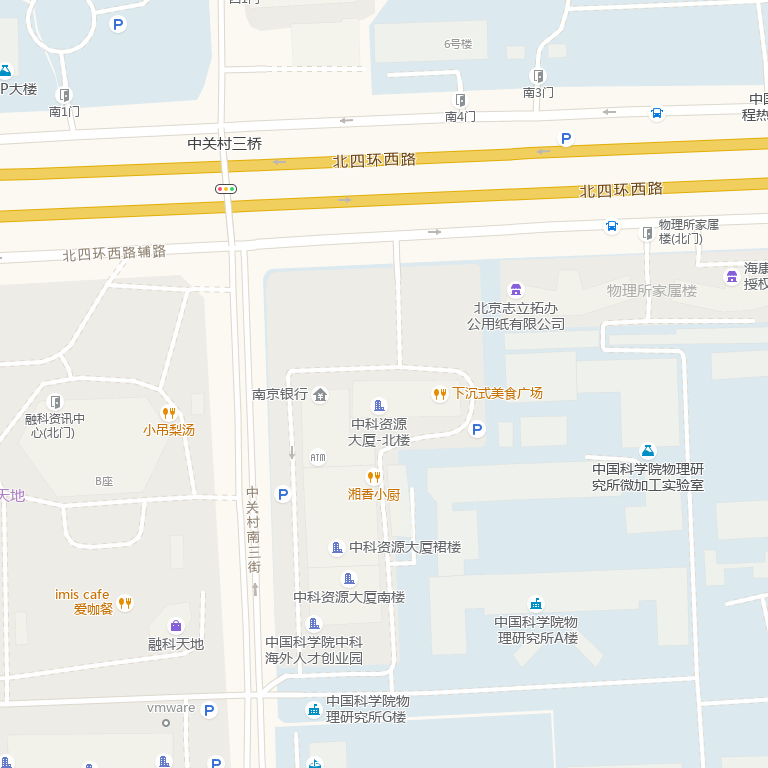 西1门
P
6号楼
P大楼
南1门
南3门
南4门
中国
程热
中关村三桥
P
北四环西路
北四环西路
物理所家属
楼(北门)
北四环西路辅路
海康
授权
物理所家属楼
北京志立拓办
公用纸有限公司
南京银行
下沉式美食广场
融科资讯中
心(北门)
小吊梨汤
中科资源
大厦-北楼
P
ATM
B座
天地
P
湘香小厨
中国科学院物理研
究所微加工实验室
中关村南三街
中科资源大厦裙楼
imis cafe
爱咖餐
中科资源大厦南楼
融科天地
中国科学院中科
海外人才创业园
中国科学院物
理研究所A楼
vmware
P
中国科学院物
理研究所G楼
P